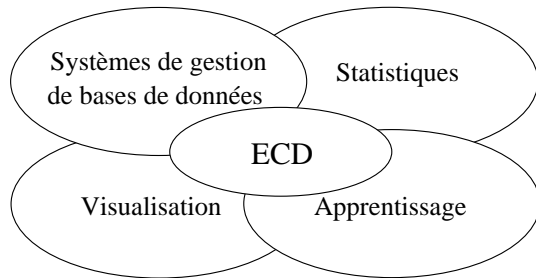 Systèmes de gestion
de bases de données
Statistiques
ECD
Visualisation
Apprentissage